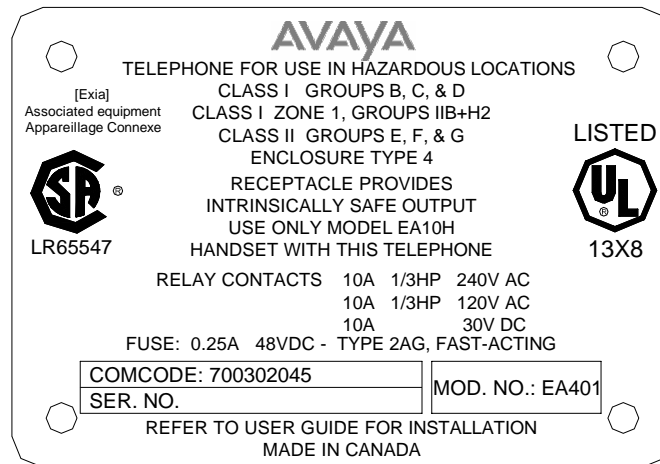 AVAYA
TELEPHONE FOR USE IN HAZARDOUS LOCATIONS
CLASS I GROUPS B, C, & D
CLASS I ZONE 1, GROUPS IIB+H2
CLASS II GROUPS E, F, & G
ENCLOSURE TYPE 4
RECEPTACLE PROVIDES
INTRINSICALLY SAFE OUTPUT
USE ONLY MODEL EA10H
HANDSET WITH THIS TELEPHONE
[Exia]
Associated equipment
Appareillage Connexe
SA ®
LR65547
LISTED
UL ®
13X8
RELAY CONTACTS 10A 1/3HP 240V AC
10A 1/3HP 120V AC
10A 30V DC
FUSE: 0.25A 48VDC - TYPE 2AG, FAST-ACTING
COMCODE: 700302045
SER. NO.
MOD. NO.: EA401
REFER TO USER GUIDE FOR INSTALLATION
MADE IN CANADA